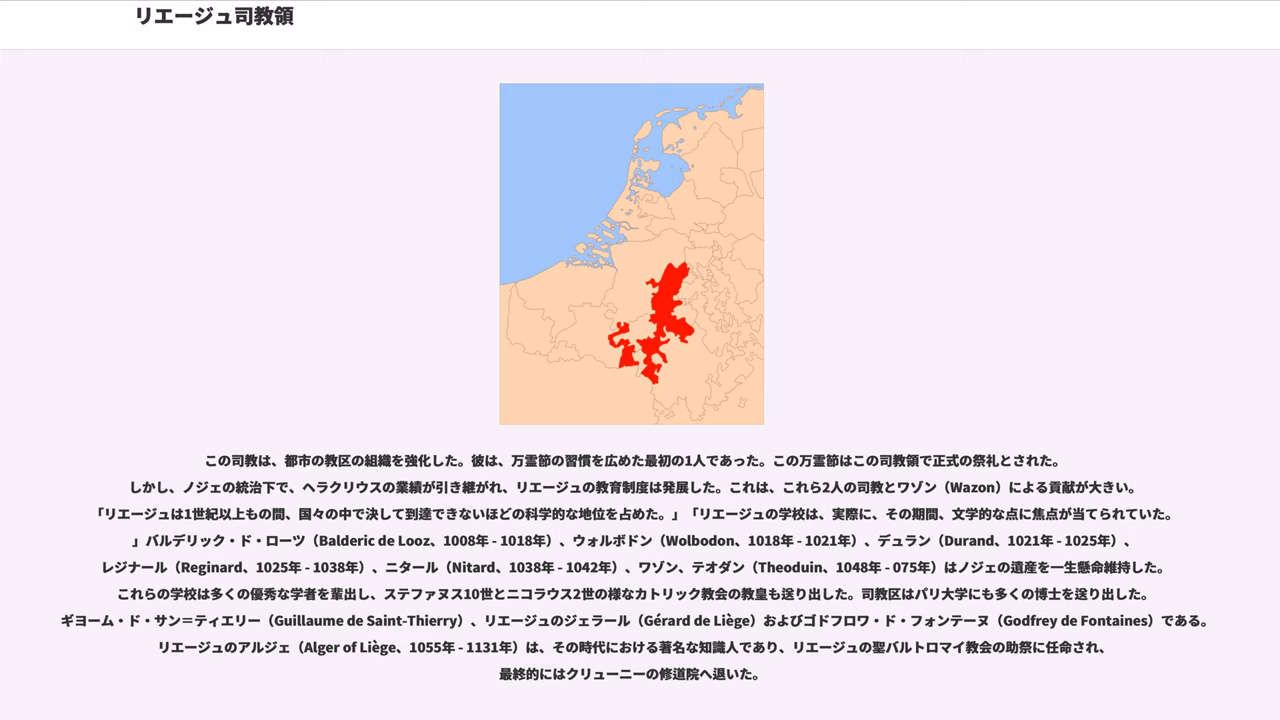 リエージュ司教領
この司教は、都市の教区の組織を強化した。彼は、万霊節の習慣を広めた最初の1人であった。この万霊節はこの司教領で正式の祭礼とされた。
しかし、ノジェの統治下で、ヘラクリウスの業績が引き継がれ、リエージュの教育制度は発展した。これは、これら2人の司教とワゾン（Wazon）による貢献が大きい。
「リエージュは1世紀以上もの間、国々の中で決して到達できないほどの科学的な地位を占めた。」「リエージュの学校は、実際に、その期間、文学的な点に焦点が当てられていた。
」バルデリック・ド・ローツ（Balderic de Looz、1008年 - 1018年）、ウォルボドン（Wolbodon、1018年 - 1021年）、デュラン（Durand、1021年 - 1025年）、
レジナール（Reginard、1025年 - 1038年）、ニタール（Nitard、1038年 - 1042年）、ワゾン、テオダン（Theoduin、1048年 - 075年）はノジェの遺産を一生懸命維持した。
これらの学校は多くの優秀な学者を輩出し、ステファヌス10世とニコラウス2世の様なカトリック教会の教皇も送り出した。司教区はパリ大学にも多くの博士を送り出した。
ギヨーム・ド・サン＝ティエリー（Guillaume de Saint-Thierry）、リエージュのジェラール（Gérard de Liège）およびゴドフロワ・ド・フォンテーヌ（Godfrey de Fontaines）である。
リエージュのアルジェ（Alger of Liège、1055年 - 1131年）は、その時代における著名な知識人であり、リエージュの聖バルトロマイ教会の助祭に任命され、
最終的にはクリューニーの修道院へ退いた。